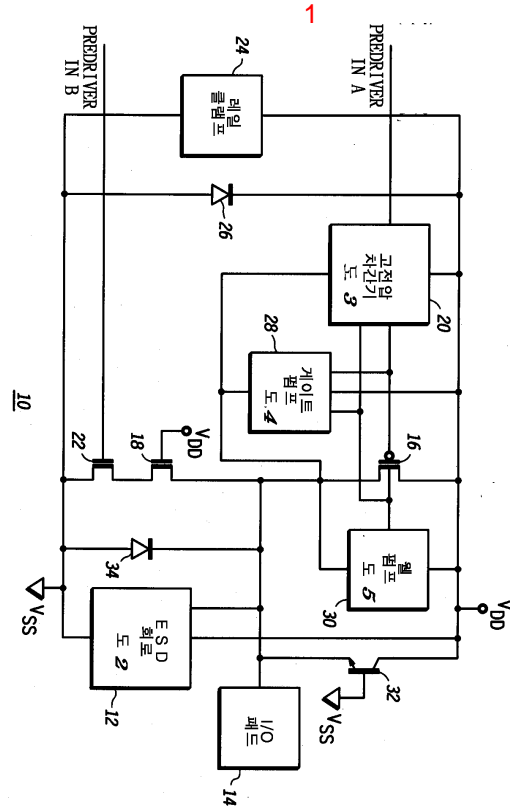 1
PREDRIVER
IN A
PREDRIVER
IN B
24
레일
클램프
26
고전압
차단기
도 3
20
28
게이트
펌프
도 4
16
웰
펌프
도 5
30
VDD
18
VDD
22
34
32
VSS
ESD
회로
도 2
12
I/O
패드
14
VSS
10